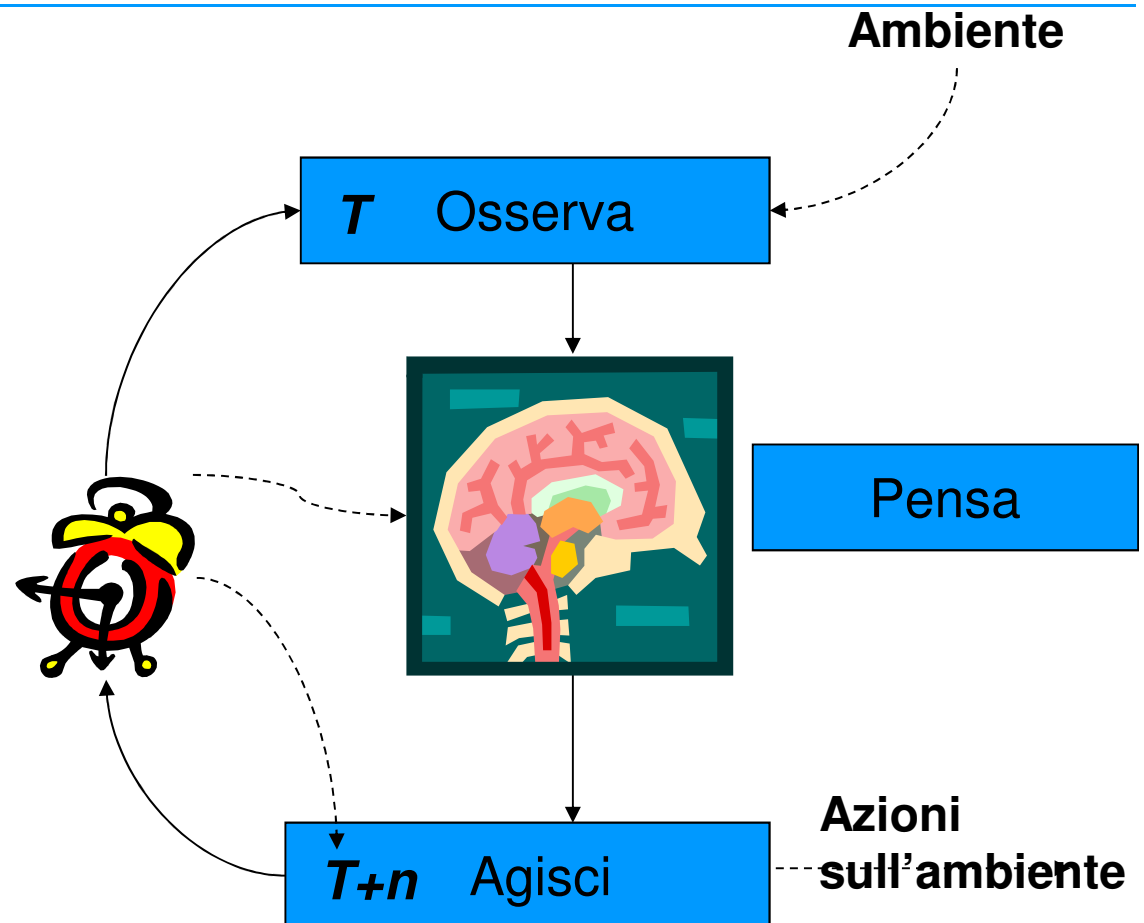 Ambiente
T Osserva
Pensa
Azioni
sull’ambiente
T+n Agisci